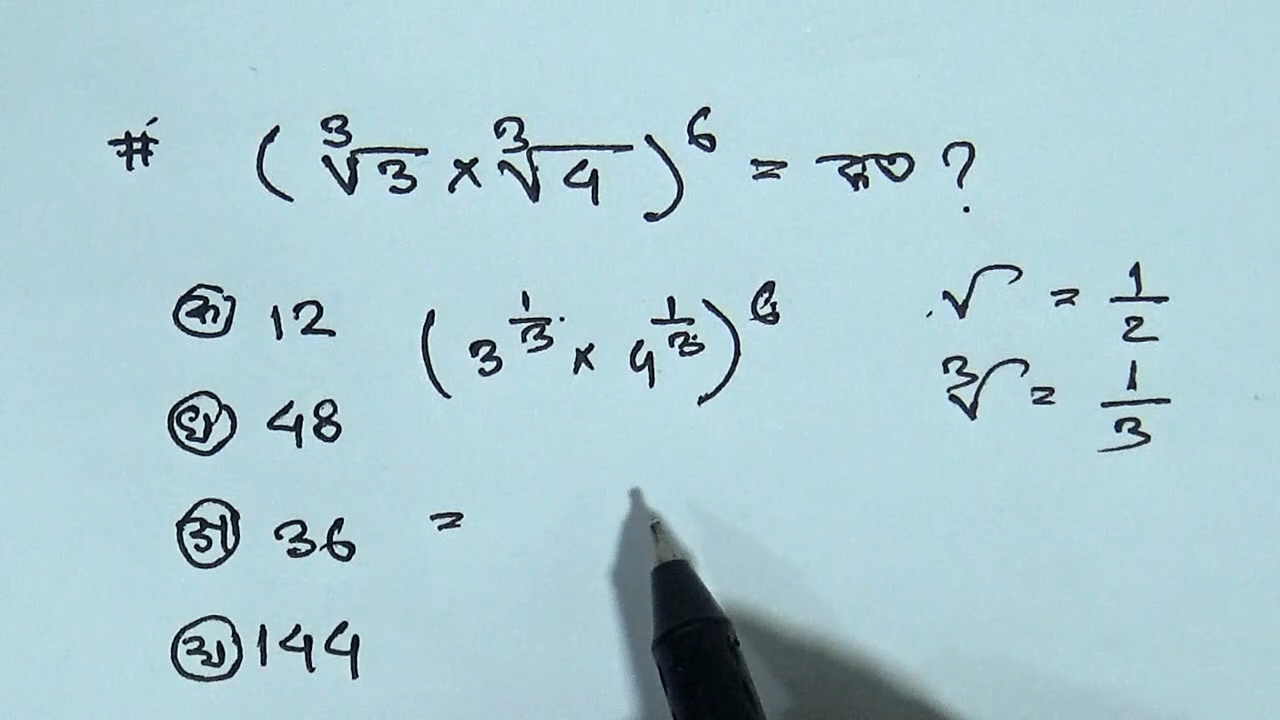 # (∛3 × ∛4)⁶ = কত ?
ক 12
(3^(1/3) × 4^(1/3))⁶
√ = 1/2
খ 48
∛ = 1/3
গ 36 =
ঘ 144